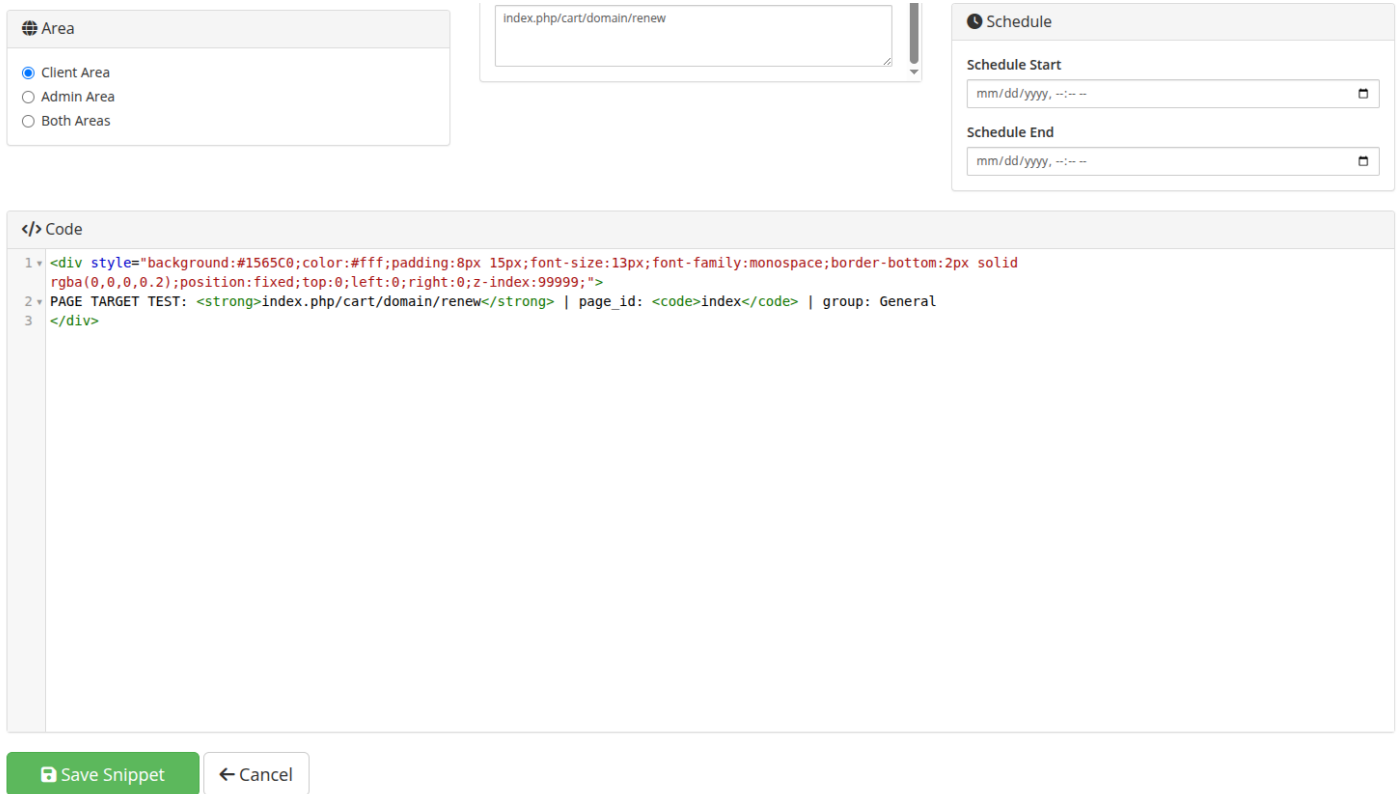 Area
Client Area
Admin Area
Both Areas
index.php/cart/domain/renew
Schedule
Schedule Start
mm/dd/yyyy, --:-- --
Schedule End
mm/dd/yyyy, --:-- --
</> Code
1 <div style="background:#1565C0;color:#fff;padding:8px 15px;font-size:13px;font-family:monospace;border-bottom:2px solid
rgba(0,0,0,0.2);position:fixed;top:0;left:0;right:0;z-index:99999;">
2 PAGE TARGET TEST: <strong>index.php/cart/domain/renew</strong> | page_id: <code>index</code> | group: General
3 </div>
Save Snippet
Cancel